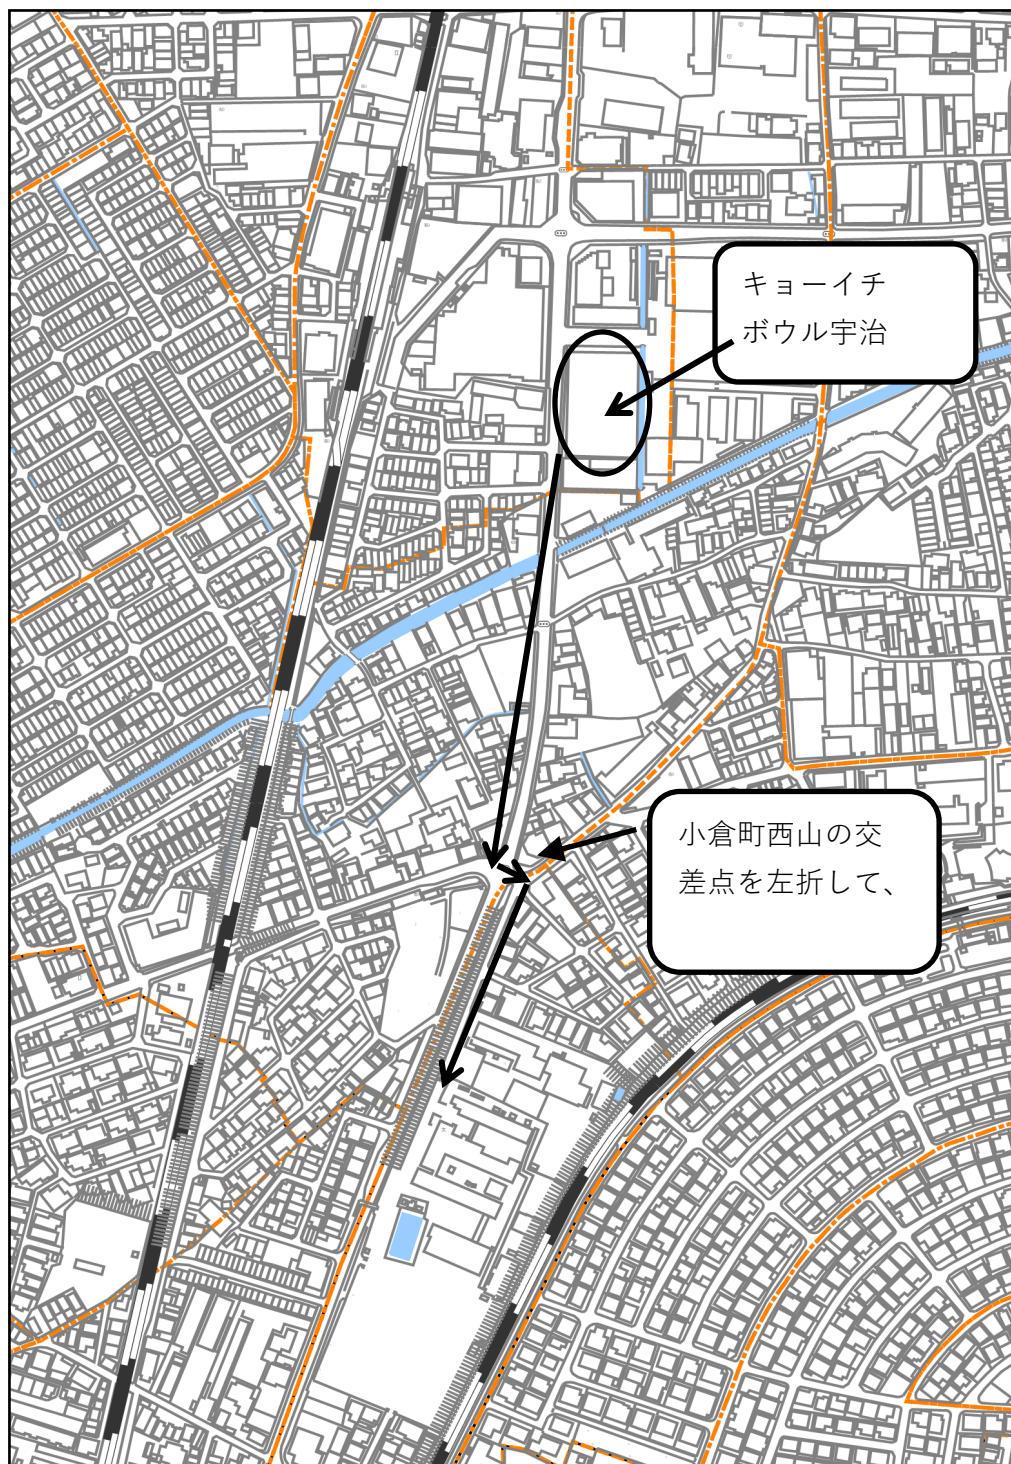 キョーイチ
ボウル宇治
小倉町西山の交
差点を左折して、